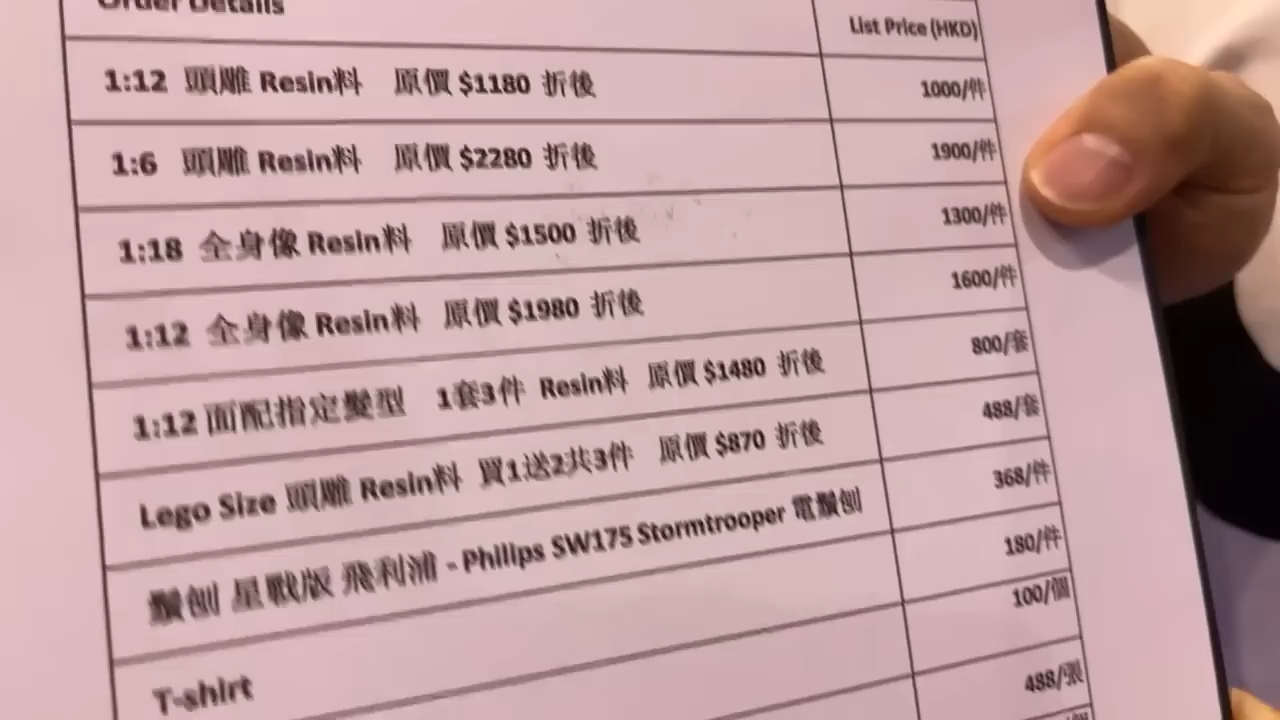 Order Details
List Price (HKD)
1:12 頭雕 Resin料 原價 $1180 折後 1000/件
1:6 頭雕 Resin料 原價 $2280 折後 1900/件
1:18 全身像 Resin料 原價 $1500 折後 1300/件
1:12 全身像 Resin料 原價 $1980 折後 1600/件
1:12 面配指定髮型 1套3件 Resin料 原價 $1480 折後 800/套
Lego Size 頭雕 Resin料 買1送2共3件 原價 $870 折後 488/套
鬚刨 星戰版 飛利浦 - Philips SW175 Stormtrooper 電鬚刨 368/件
T-shirt 180/件
100/個
488/張